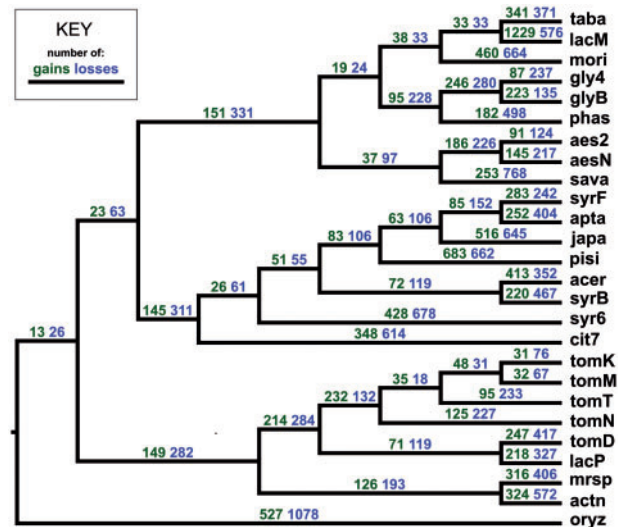 KEY
number of:
gains losses
341 371 taba
33 33
1229 576 lacM
38 33
460 664 mori
19 24
87 237 gly4
246 280
223 135 glyB
95 228
182 498 phas
151 331
91 124 aes2
186 226
145 217 aesN
37 97
253 768 sava
23 63
283 242 syrF
85 152
252 404 apta
63 106
516 645 japa
83 106
683 662 pisi
51 55
413 352 acer
72 119
220 467 syrB
26 61
428 678 syr6
145 311
348 614 cit7
13 26
31 76 tomK
48 31
32 67 tomM
35 18
95 233 tomT
232 132
125 227 tomN
214 284
247 417 tomD
71 119
218 327 lacP
149 282
316 406 mrsp
126 193
324 572 actn
527 1078 oryz